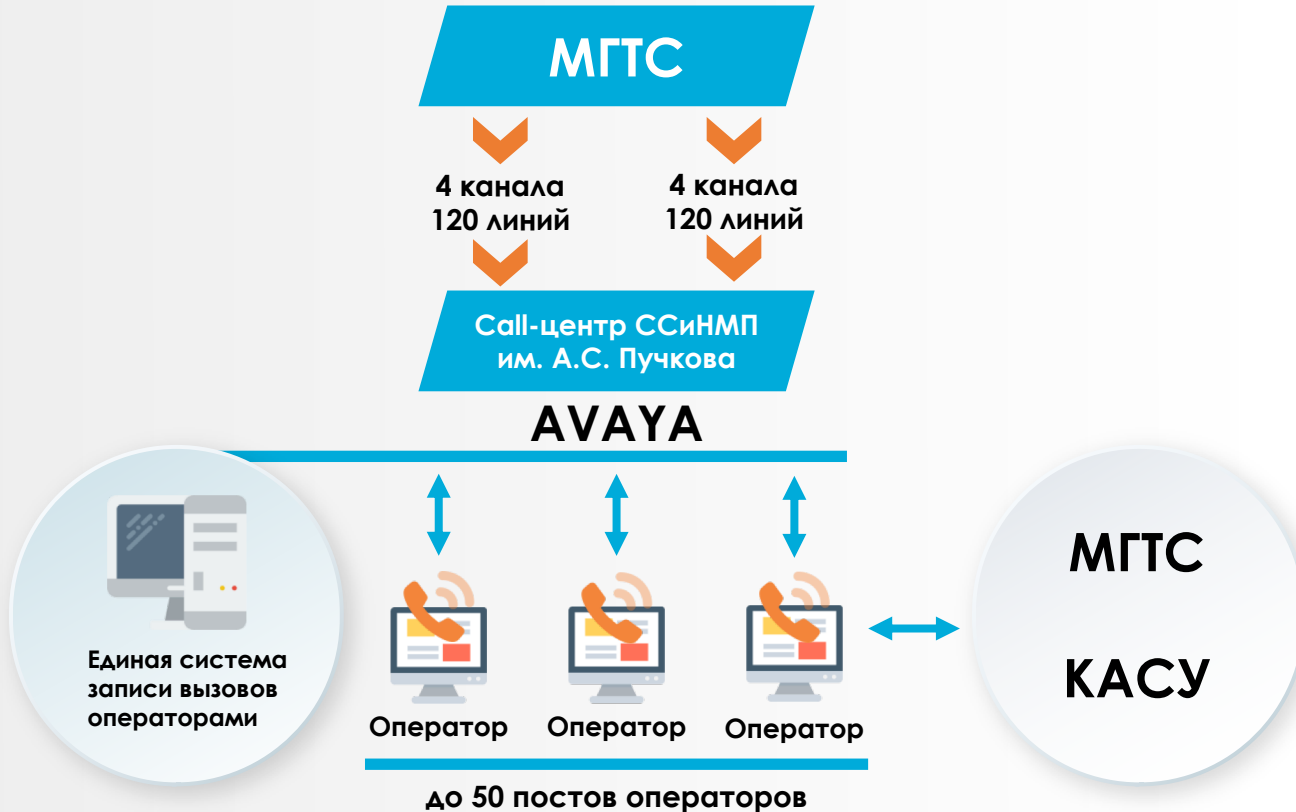 МГТС
4 канала
120 линий
4 канала
120 линий
Call-центр ССиНМП
им. А.С. Пучкова
AVAYA
Единая система
записи вызовов
операторами
Оператор
Оператор
Оператор
до 50 постов операторов
МГТС
КАСУ